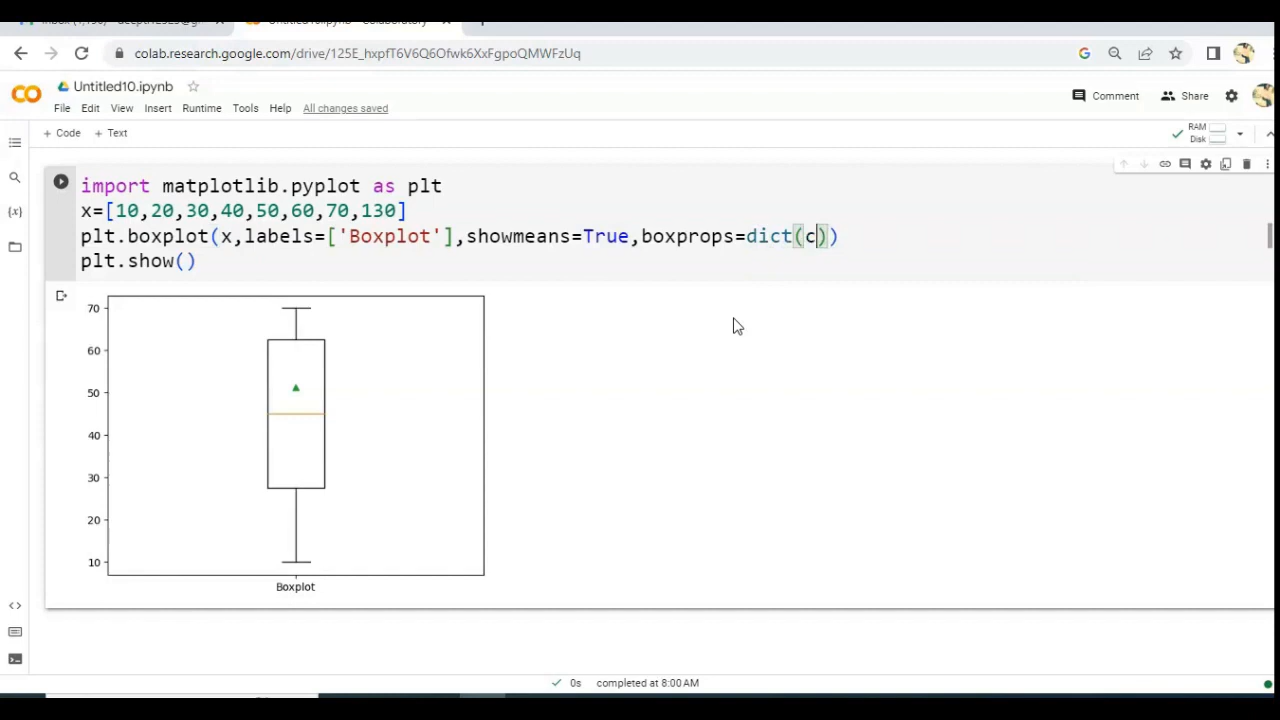 colab.research.google.com/drive/125E_hxpfT6V6Q6Ofwk6XxFgpoQMWFzUq
Untitled10.ipynb
File Edit View Insert Runtime Tools Help All changes saved
Comment Share
+ Code + Text
RAM
Disk
import matplotlib.pyplot as plt
x=[10,20,30,40,50,60,70,130]
plt.boxplot(x,labels=['Boxplot'],showmeans=True,boxprops=dict(c))
plt.show()
70
60
50
40
30
20
10
Boxplot
0s completed at 8:00 AM